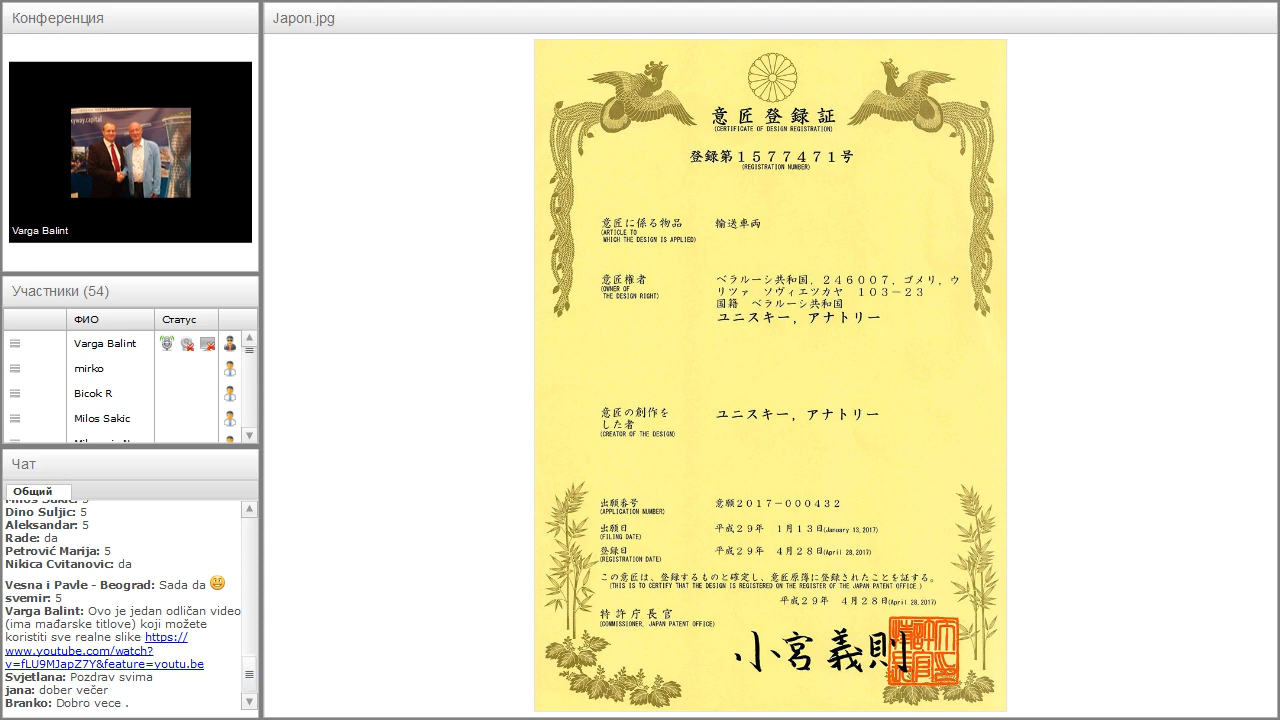 Конференция
skyway.capital
Varga Balint
Участники (54)
ФИО
Статус
Varga Balint
mirko
Bicok R
Milos Sakic
Чат
Общий
Milos Sakic: 5
Dino Suljic: 5
Aleksandar: 5
Rade: da
Petrović Marija: 5
Nikica Cvitanovic: da
Vesna i Pavle - Beograd: Sada da
svemir: 5
Varga Balint: Ovo je jedan odličan video
(ima mađarske titlove) koji možete
koristiti sve realne slike https://
www.youtube.com/watch?
v=fLU9MJapZ7Y&feature=youtu.be
Svjetlana: Pozdrav svima
jana: dober večer
Branko: Dobro vece .
Japon.jpg
意匠登録証
(CERTIFICATE OF DESIGN REGISTRATION)
登録第１５７７４７１号
(REGISTRATION NUMBER)
意匠に係る物品 輸送車両
(ARTICLE TO
WHICH THE DESIGN IS APPLIED)
意匠権者 ベラルーシ共和国，２４６００７，ゴメリ，ウ
(OWNER OF
THE DESIGN RIGHT)
リツァ ソヴィエツカヤ １０３－２３
国籍 ベラルーシ共和国
ユニスキー，アナトリー
意匠の創作を
した者
(CREATOR OF THE DESIGN)
ユニスキー，アナトリー
出願番号 意願２０１７－０００４３２
(APPLICATION NUMBER)
出願日 平成２９年 １月１３日(January 13,2017)
(FILING DATE)
登録日 平成２９年 ４月２８日(April 28,2017)
(REGISTRATION DATE)
この意匠は、登録するものと確定し、意匠原簿に登録されたことを証する。
(THIS IS TO CERTIFY THAT THE DESIGN IS REGISTERED ON THE REGISTER OF THE JAPAN PATENT OFFICE.)
平成２９年 ４月２８日(April 28,2017)
特許庁長官
(COMMISSIONER, JAPAN PATENT OFFICE)
小宮義則